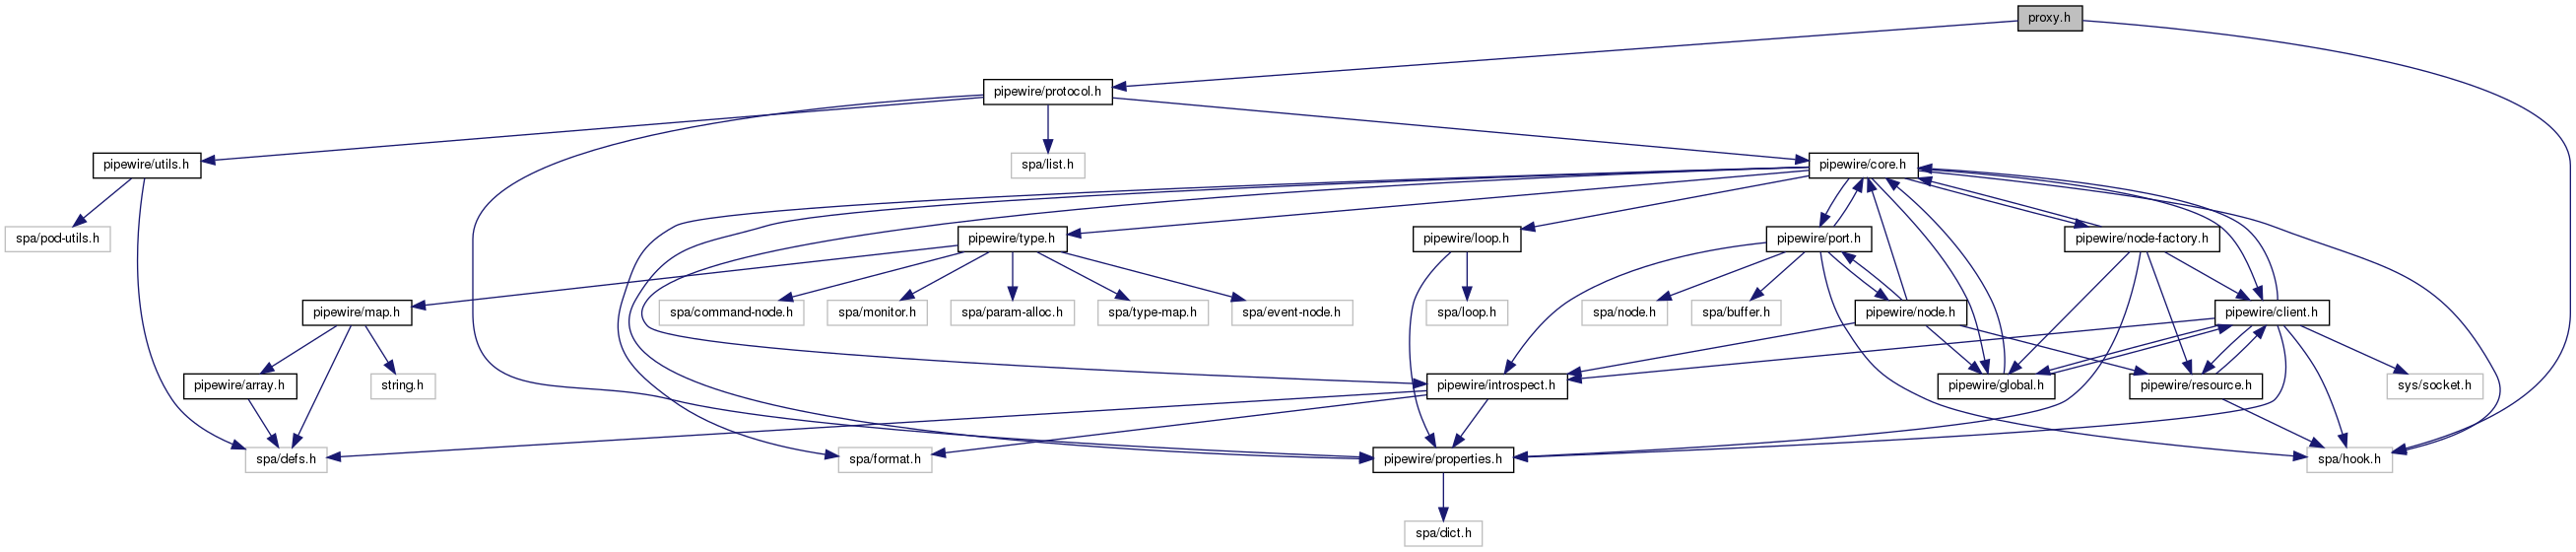 proxy.h
pipewire/protocol.h
pipewire/utils.h
spa/list.h
pipewire/core.h
spa/pod-utils.h
pipewire/type.h
pipewire/loop.h
pipewire/port.h
pipewire/node-factory.h
pipewire/map.h
spa/command-node.h
spa/monitor.h
spa/param-alloc.h
spa/type-map.h
spa/event-node.h
spa/loop.h
spa/node.h
spa/buffer.h
pipewire/node.h
pipewire/client.h
pipewire/array.h
string.h
pipewire/introspect.h
pipewire/global.h
pipewire/resource.h
sys/socket.h
spa/defs.h
spa/format.h
pipewire/properties.h
spa/hook.h
spa/dict.h